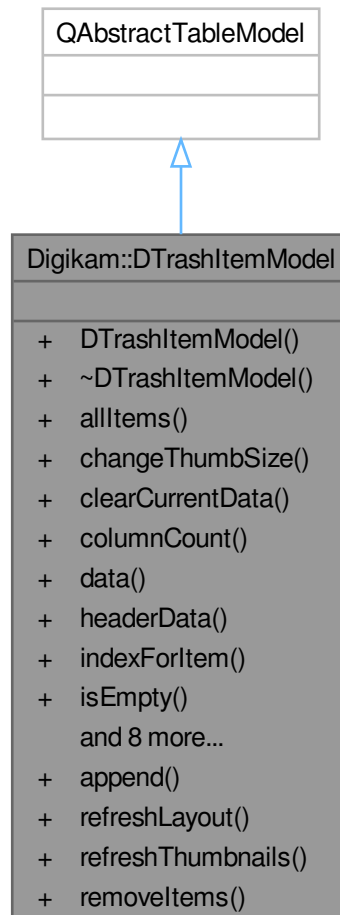 QAbstractTableModel
Digikam::DTrashItemModel
+ DTrashItemModel()
+ ~DTrashItemModel()
+ allItems()
+ changeThumbSize()
+ clearCurrentData()
+ columnCount()
+ data()
+ headerData()
+ indexForItem()
+ isEmpty()
and 8 more...
+ append()
+ refreshLayout()
+ refreshThumbnails()
+ removeItems()